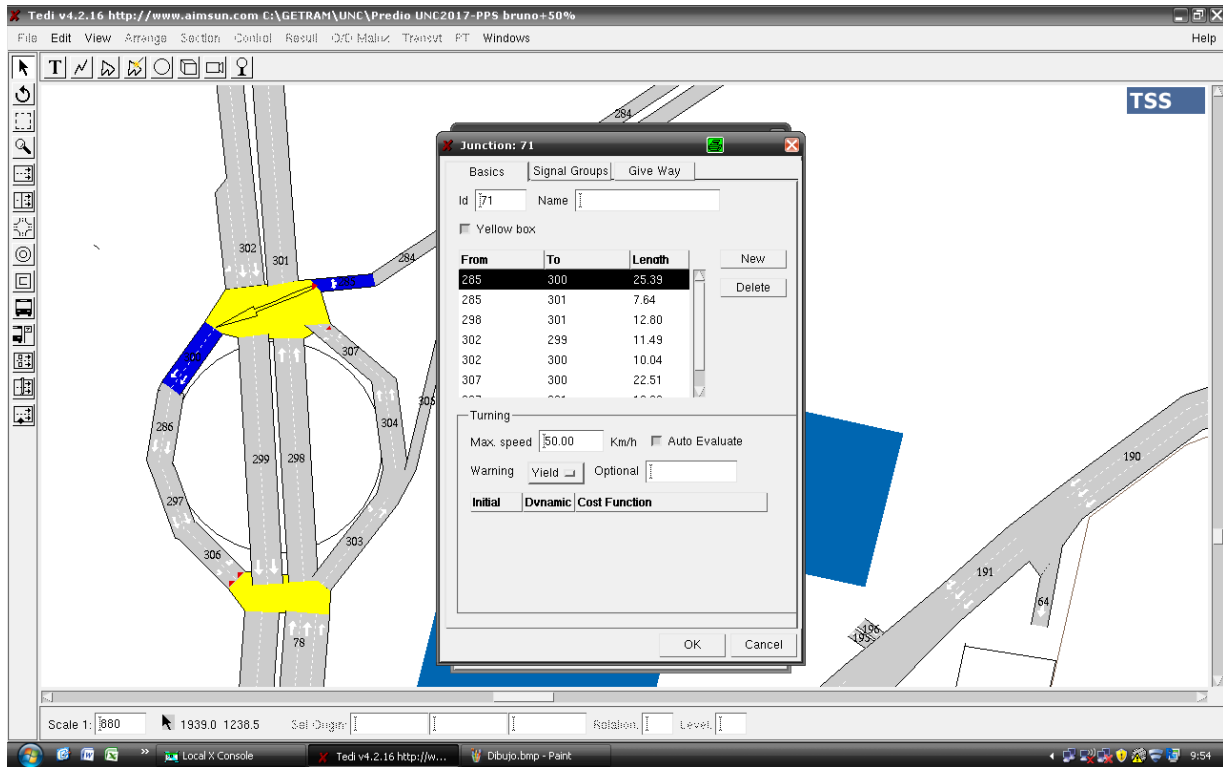 Tedi v4.2.16 http://www.aimsun.com C:\GETRAM\UNC\Predio UNC2017-PPS bruno+50%
File Edit View Arrange Section Control Result O/D Matrix Transyt PT Windows Help
T
TSS
284
302
301
284
307
304
305
286
299
298
297
306
303
78
190
191
64
196
195
Junction: 71
Basics Signal Groups Give Way
Id 71 Name
Yellow box
From To Length New
285 300 25.39 Delete
285 301 7.64
298 301 12.80
302 299 11.49
302 300 10.04
307 300 22.51
Turning
Max. speed 50.00 Km/h Auto Evaluate
Warning Yield Optional
Initial Dynamic Cost Function
OK Cancel
Scale 1: 880 1939.0 1238.5 Sel Origin: Rotation: Level:
» Local X Console Tedi v4.2.16 http://w... Dibujo.bmp - Paint 9:54